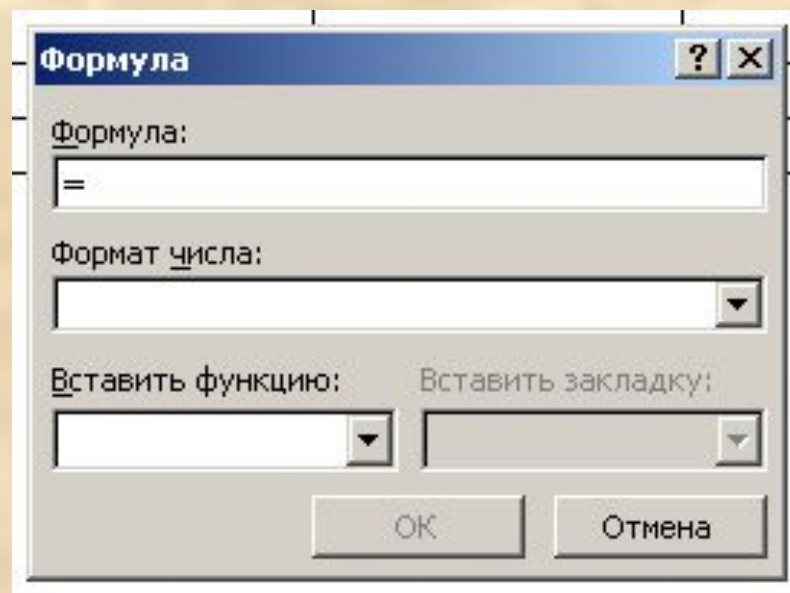 Формула
Формула:
=
Формат числа:
Вставить функцию: Вставить закладку:
ОК Отмена